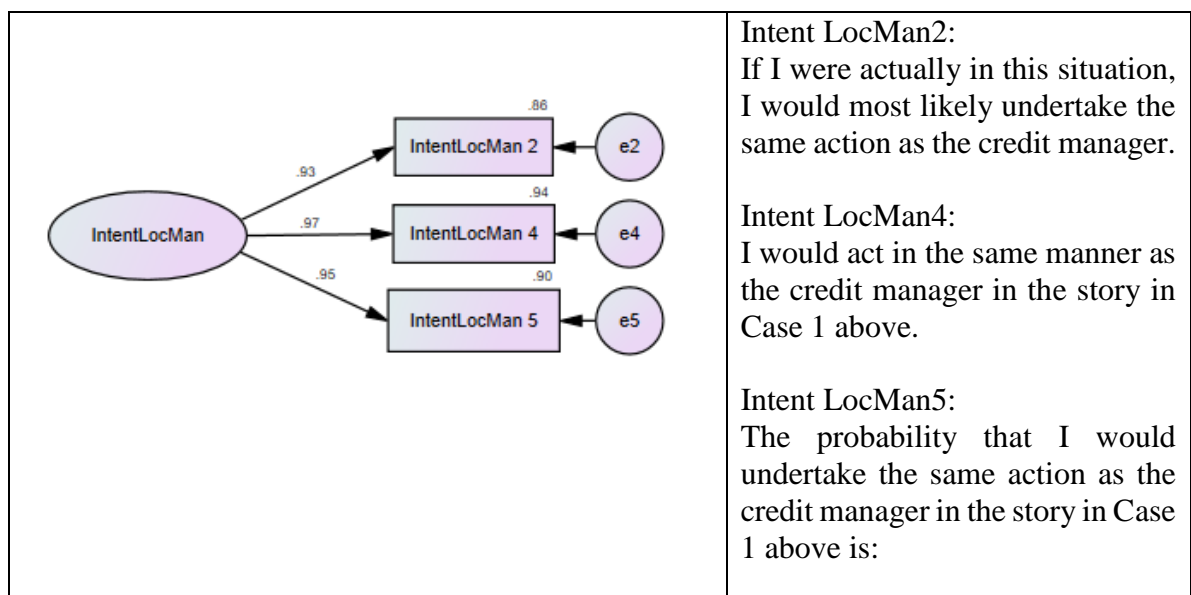 .86
IntentLocMan 2
e2
.93
.94
IntentLocMan
.97
IntentLocMan 4
e4
.95
.90
IntentLocMan 5
e5
Intent LocMan2:
If I were actually in this situation,
I would most likely undertake the
same action as the credit manager.
Intent LocMan4:
I would act in the same manner as
the credit manager in the story in
Case 1 above.
Intent LocMan5:
The probability that I would
undertake the same action as the
credit manager in the story in Case
1 above is: